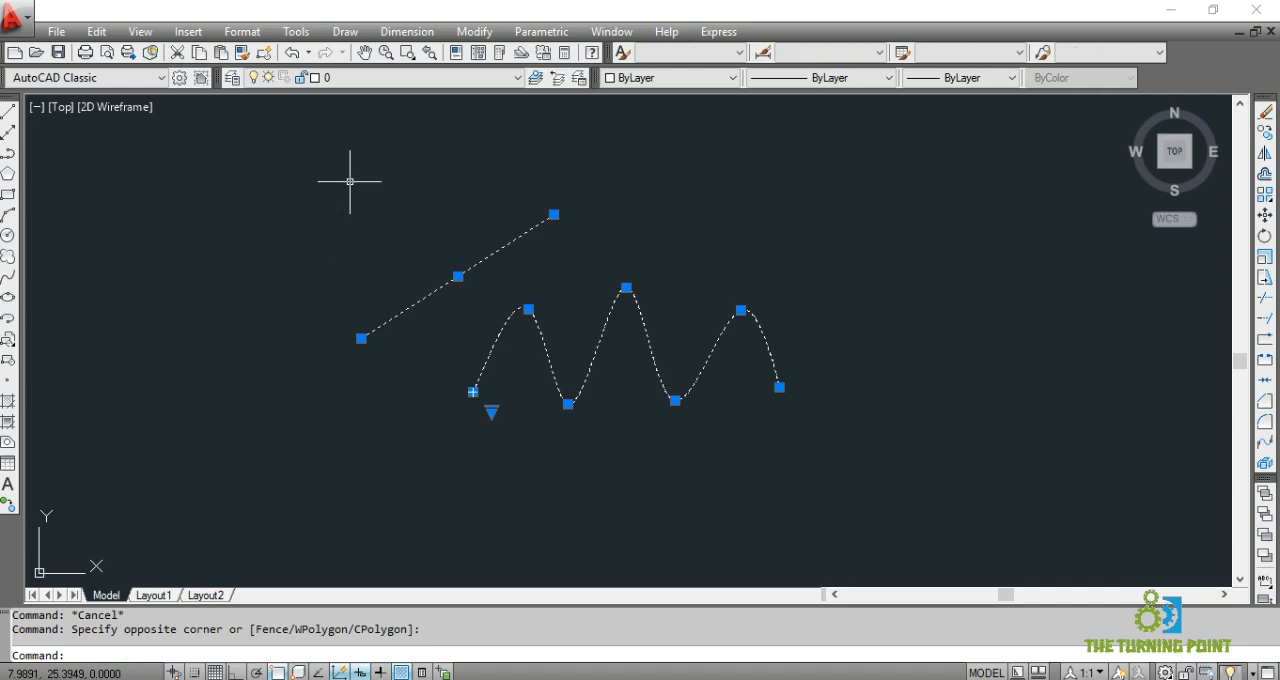 File Edit View Insert Format Tools Draw Dimension Modify Parametric Window Help Express
AutoCAD Classic 0 ByLayer ByLayer ByLayer ByColor
[−] [Top] [2D Wireframe]
N
W TOP E
S
WCS
A
Y
X
Model Layout1 Layout2
Command: *Cancel*
Command: Specify opposite corner or [Fence/WPolygon/CPolygon]:
THE TURNING POINT
Command:
7.9891, 25.3949, 0.0000 MODEL 1:1